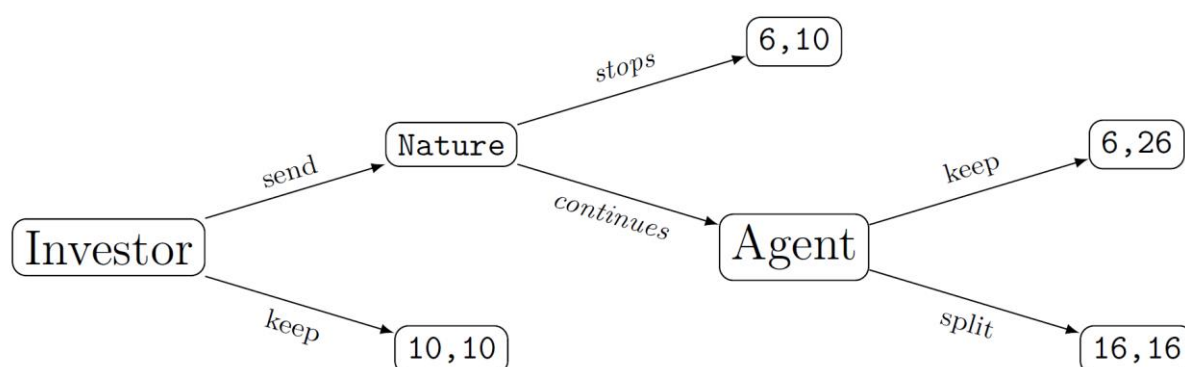 6,10
stops
Nature
6,26
send
keep
continues
Investor
Agent
keep
split
10,10
16,16